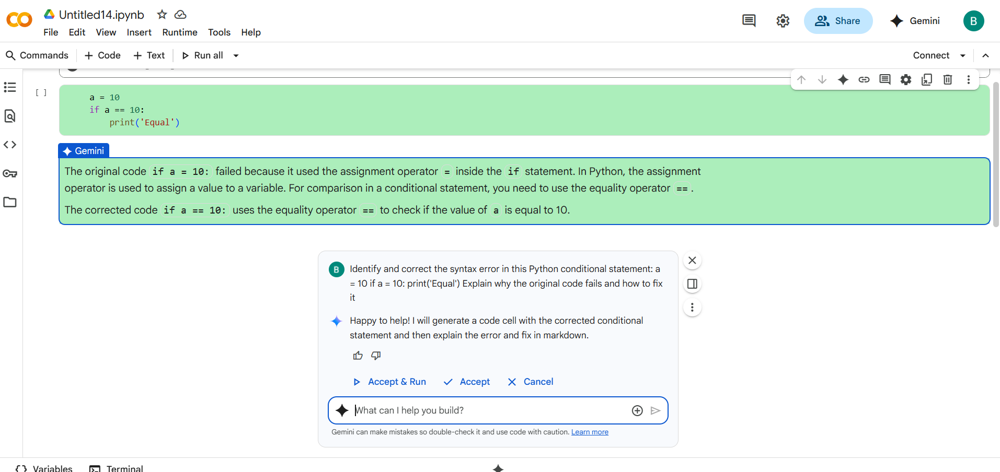 Untitled14.ipynb
File Edit View Insert Runtime Tools Help
Share
Gemini
B
Commands
Code
Text
Run all
Connect
[ ]
a = 10
if a == 10:
print('Equal')
Gemini
The original code if a = 10: failed because it used the assignment operator = inside the if statement. In Python, the assignment
operator is used to assign a value to a variable. For comparison in a conditional statement, you need to use the equality operator == .
The corrected code if a == 10: uses the equality operator == to check if the value of a is equal to 10.
B
Identify and correct the syntax error in this Python conditional statement: a
= 10 if a = 10: print('Equal') Explain why the original code fails and how to fix
it
Happy to help! I will generate a code cell with the corrected conditional
statement and then explain the error and fix in markdown.
Accept & Run
Accept
Cancel
What can I help you build?
Gemini can make mistakes so double-check it and use code with caution. Learn more
Variables
Terminal